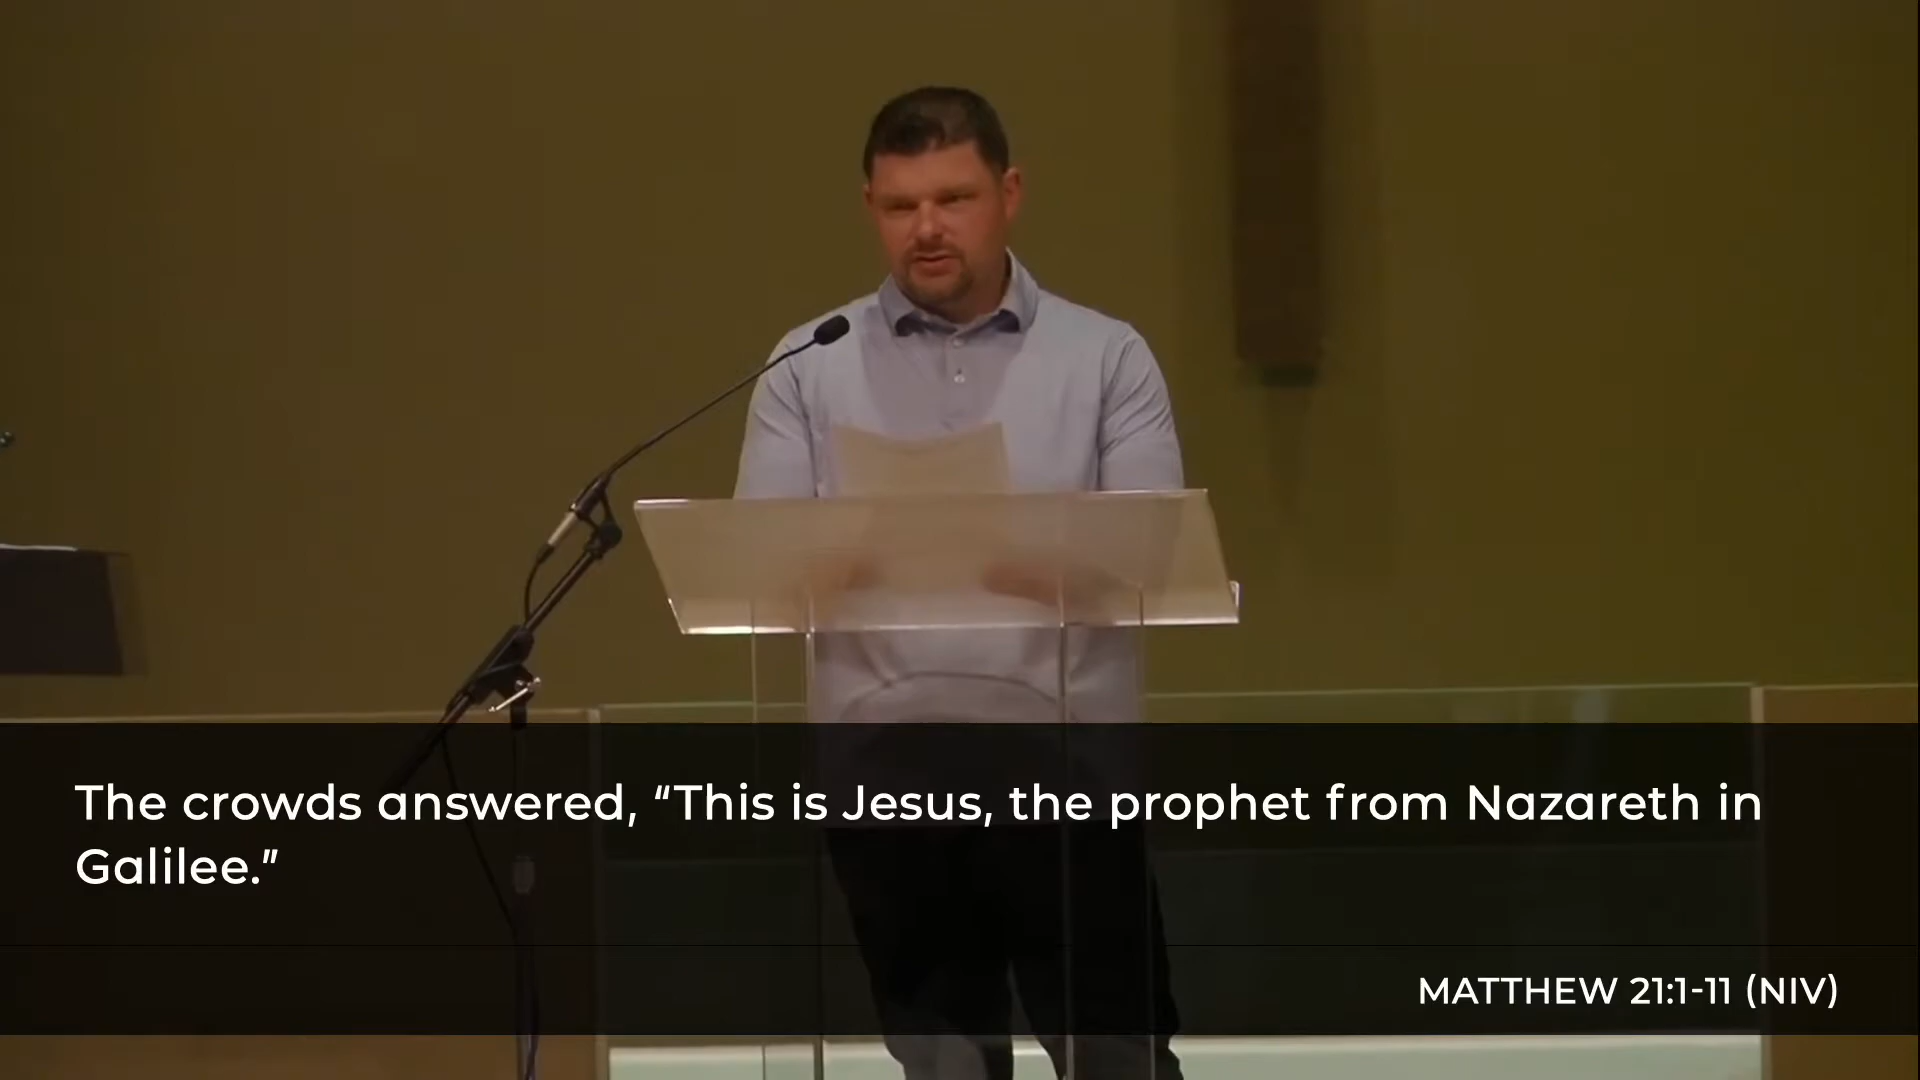 The crowds answered, “This is Jesus, the prophet from Nazareth in
Galilee.”
MATTHEW 21:1-11 (NIV)